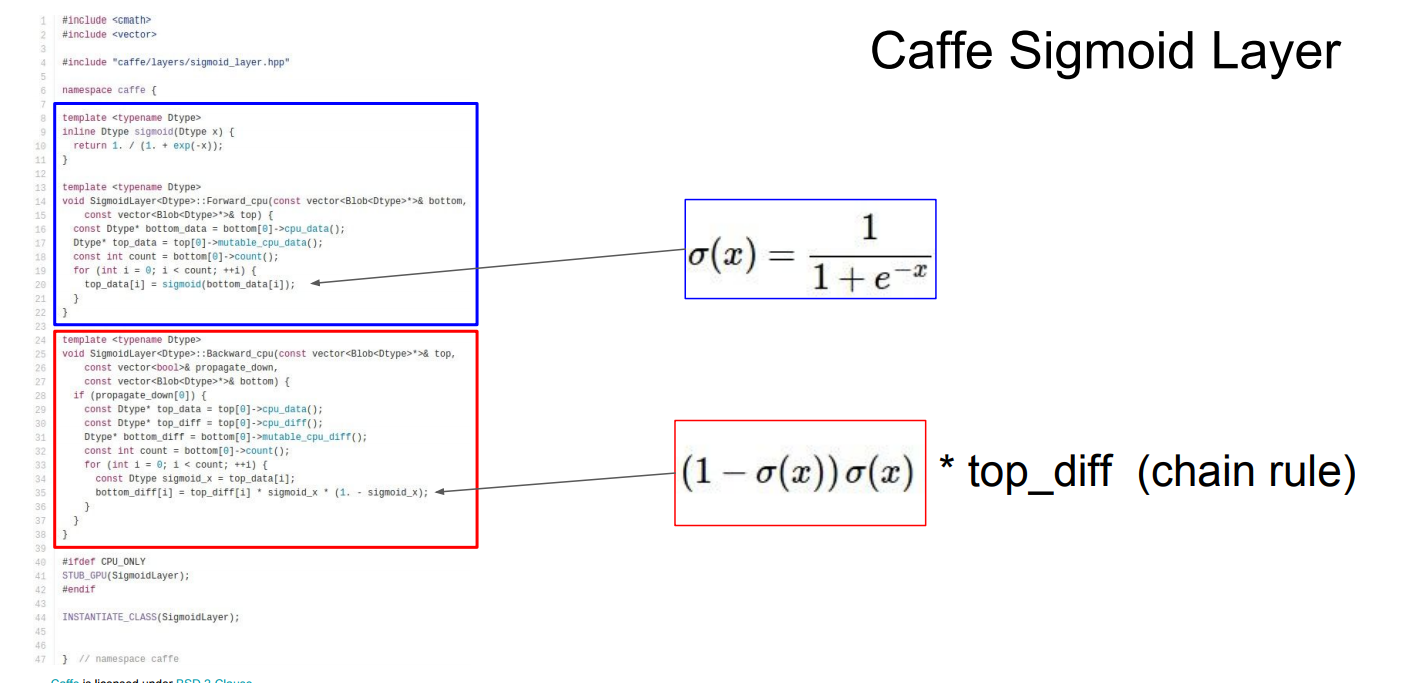 Caffe Sigmoid Layer
1 #include <cmath>
2 #include <vector>
3
4 #include "caffe/layers/sigmoid_layer.hpp"
5
6 namespace caffe {
7
8 template <typename Dtype>
9 inline Dtype sigmoid(Dtype x) {
10   return 1. / (1. + exp(-x));
11 }
12
13 template <typename Dtype>
14 void SigmoidLayer<Dtype>::Forward_cpu(const vector<Blob<Dtype>*>& bottom,
15     const vector<Blob<Dtype>*>& top) {
16   const Dtype* bottom_data = bottom[0]->cpu_data();
17   Dtype* top_data = top[0]->mutable_cpu_data();
18   const int count = bottom[0]->count();
19   for (int i = 0; i < count; ++i) {
20     top_data[i] = sigmoid(bottom_data[i]);
21   }
22 }
23
24 template <typename Dtype>
25 void SigmoidLayer<Dtype>::Backward_cpu(const vector<Blob<Dtype>*>& top,
26     const vector<bool>& propagate_down,
27     const vector<Blob<Dtype>*>& bottom) {
28   if (propagate_down[0]) {
29     const Dtype* top_data = top[0]->cpu_data();
30     const Dtype* top_diff = top[0]->cpu_diff();
31     Dtype* bottom_diff = bottom[0]->mutable_cpu_diff();
32     const int count = bottom[0]->count();
33     for (int i = 0; i < count; ++i) {
34       const Dtype sigmoid_x = top_data[i];
35       bottom_diff[i] = top_diff[i] * sigmoid_x * (1. - sigmoid_x);
36     }
37   }
38 }
39
40 #ifdef CPU_ONLY
41 STUB_GPU(SigmoidLayer);
42 #endif
43
44 INSTANTIATE_CLASS(SigmoidLayer);
45
46
47 }  // namespace caffe
σ(x) = 1 / (1 + e^{-x})
(1 − σ(x)) σ(x) * top_diff (chain rule)
Caffe is licensed under BSD 2-Clause